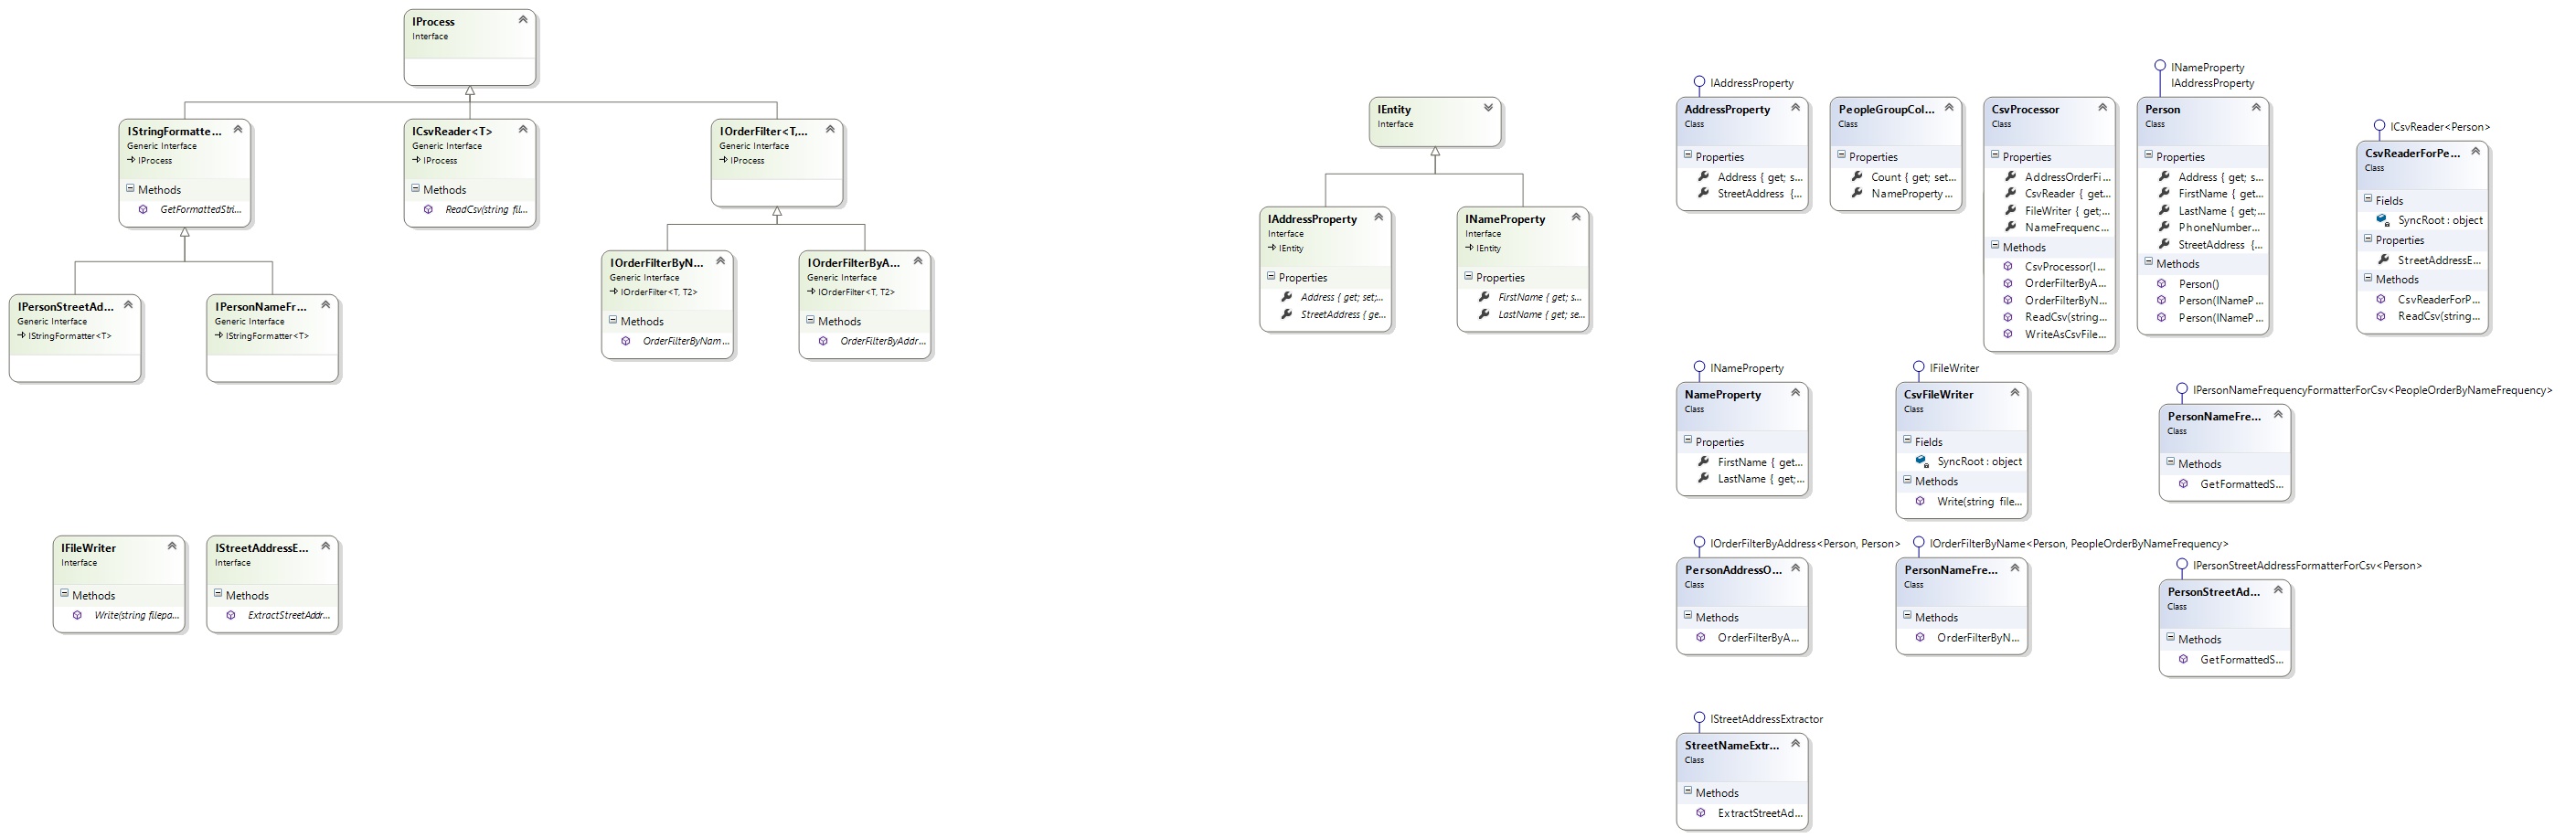 IProcess
Interface
IStringFormatte...
Generic Interface
IProcess
Methods
GetFormattedStri...
ICsvReader<T>
Generic Interface
IProcess
Methods
ReadCsv(string fil...
IOrderFilter<T,...
Generic Interface
IProcess
IPersonStreetAd...
Generic Interface
IStringFormatter<T>
IPersonNameFr...
Generic Interface
IStringFormatter<T>
IOrderFilterByN...
Generic Interface
IOrderFilter<T, T2>
Methods
OrderFilterByNam...
IOrderFilterByA...
Generic Interface
IOrderFilter<T, T2>
Methods
OrderFilterByAddr...
IFileWriter
Interface
Methods
Write(string filepa...
IStreetAddressE...
Interface
Methods
ExtractStreetAddr...
IEntity
Interface
IAddressProperty
Interface
IEntity
Properties
Address { get; set;...
StreetAddress { ge...
INameProperty
Interface
IEntity
Properties
FirstName { get; s...
LastName { get; se...
IAddressProperty
AddressProperty
Class
Properties
Address { get; s...
StreetAddress {...
PeopleGroupCol...
Class
Properties
Count { get; set...
NameProperty...
CsvProcessor
Class
Properties
AddressOrderFi...
CsvReader { get...
FileWriter { get;...
NameFrequenc...
Methods
CsvProcessor(I...
OrderFilterByA...
OrderFilterByN...
ReadCsv(string...
WriteAsCsvFile...
INameProperty
IAddressProperty
Person
Class
Properties
Address { get; s...
FirstName { get...
LastName { get;...
PhoneNumber...
StreetAddress {...
Methods
Person()
Person(INameP...
Person(INameP...
ICsvReader<Person>
CsvReaderForPe...
Class
Fields
SyncRoot : object
Properties
StreetAddressE...
Methods
CsvReaderForP...
ReadCsv(string...
INameProperty
NameProperty
Class
Properties
FirstName { get...
LastName { get;...
IFileWriter
CsvFileWriter
Class
Fields
SyncRoot : object
Methods
Write(string file...
IPersonNameFrequencyFormatterForCsv<PeopleOrderByNameFrequency>
PersonNameFre...
Class
Methods
GetFormattedS...
IOrderFilterByAddress<Person, Person>
PersonAddressO...
Class
Methods
OrderFilterByA...
IOrderFilterByName<Person, PeopleOrderByNameFrequency>
PersonNameFre...
Class
Methods
OrderFilterByN...
IPersonStreetAddressFormatterForCsv<Person>
PersonStreetAd...
Class
Methods
GetFormattedS...
IStreetAddressExtractor
StreetNameExtr...
Class
Methods
ExtractStreetAd...